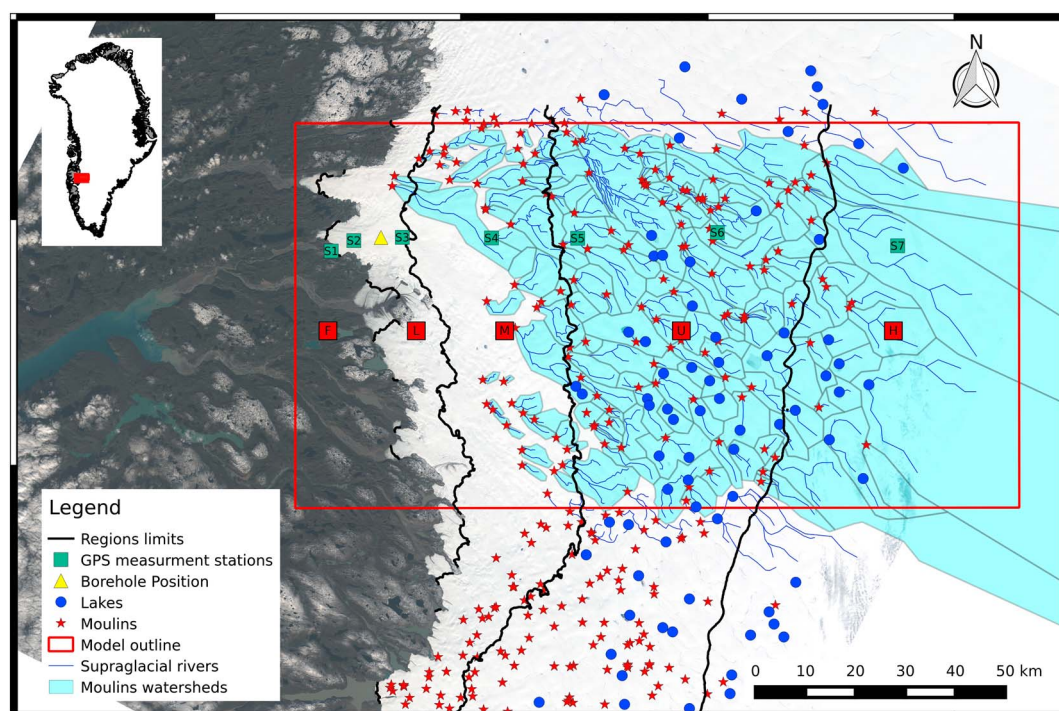 N
S1
S2
S3
S4
S5
S6
S7
F
L
M
U
H
Legend
Regions limits
GPS measurment stations
Borehole Position
Lakes
Moulins
Model outline
Supraglacial rivers
Moulins watersheds
0 10 20 30 40 50 km